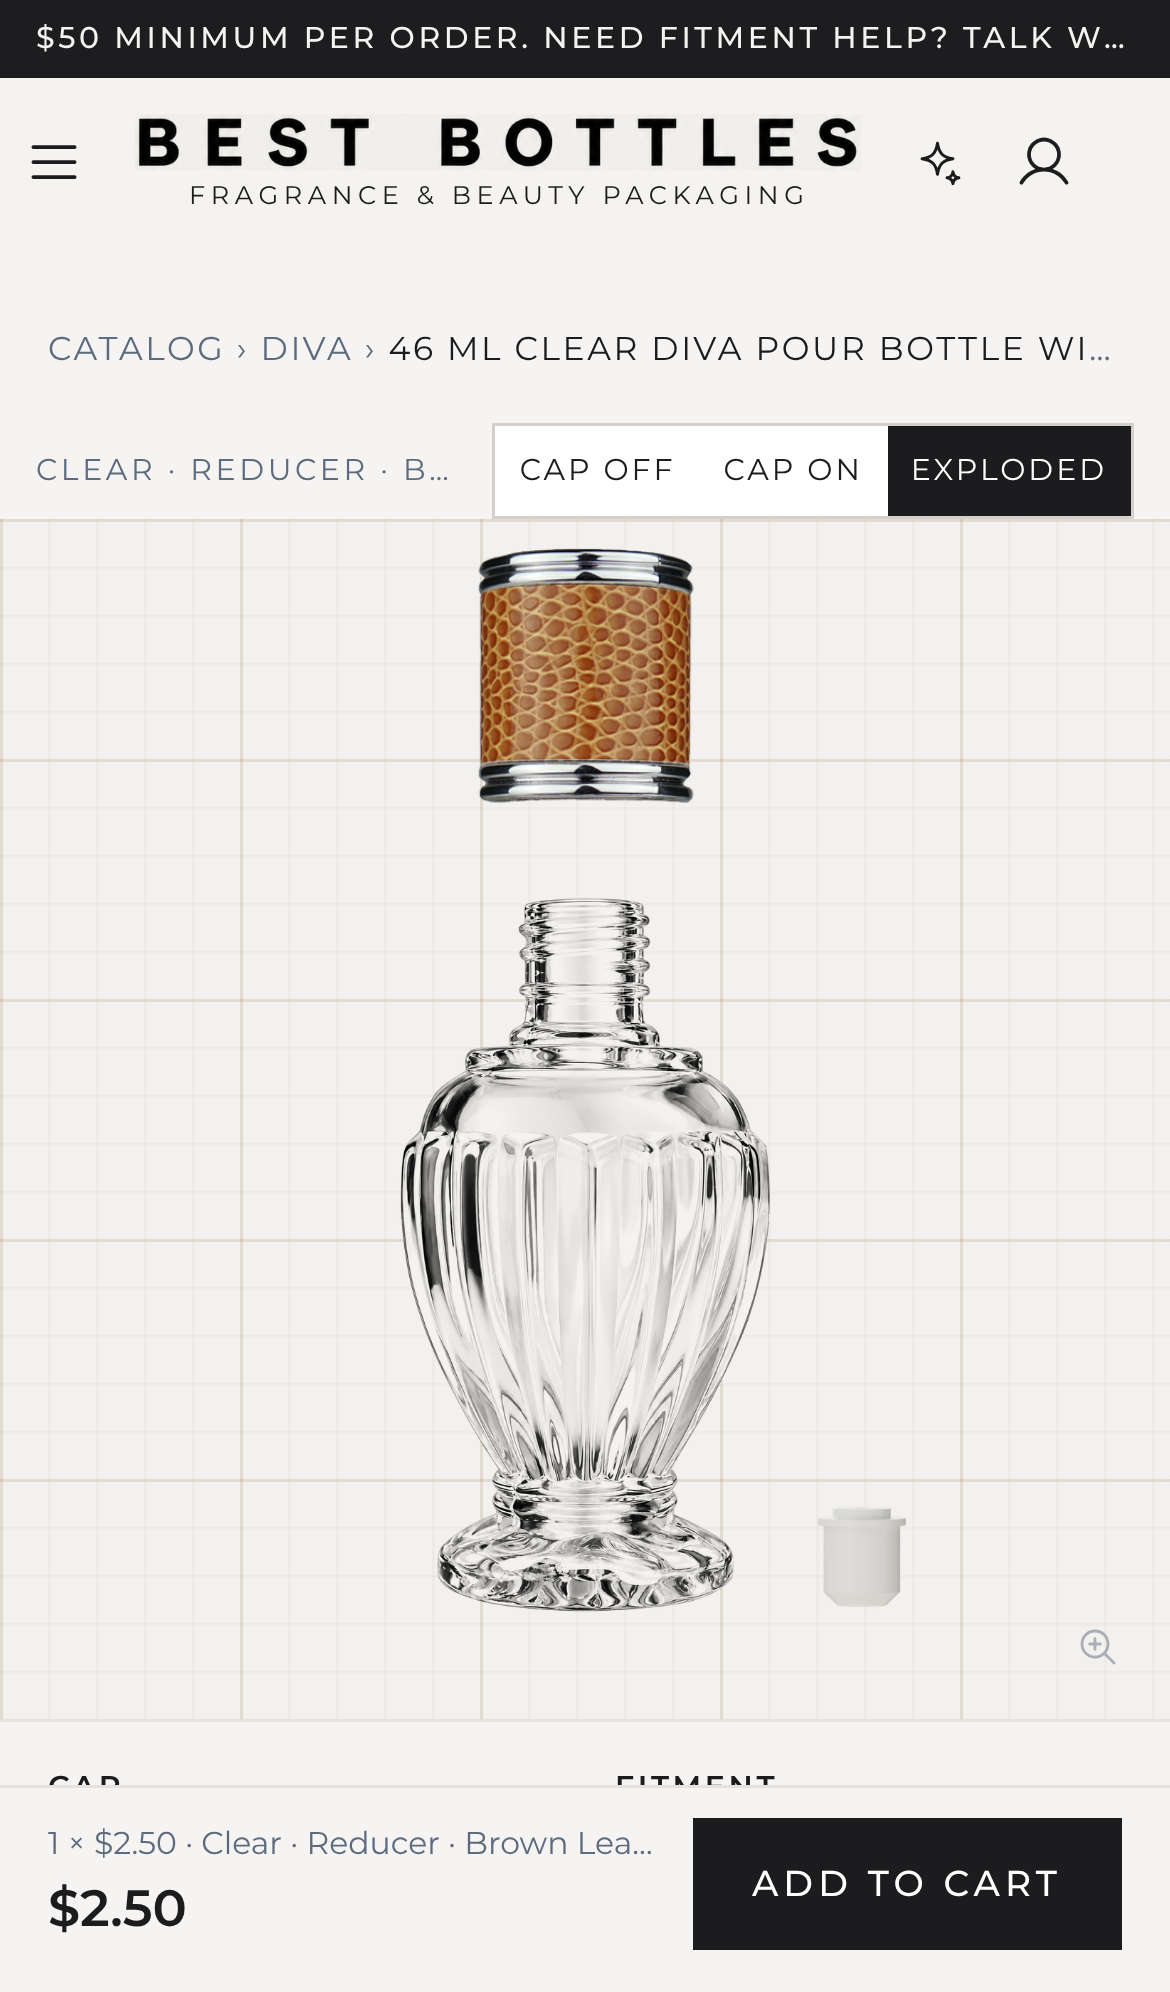 $50 MINIMUM PER ORDER. NEED FITMENT HELP? TALK W...
BEST BOTTLES
FRAGRANCE & BEAUTY PACKAGING
CATALOG › DIVA › 46 ML CLEAR DIVA POUR BOTTLE WI...
CLEAR · REDUCER · B...
CAP OFF
CAP ON
EXPLODED
CAP
FITMENT
1 × $2.50 · Clear · Reducer · Brown Lea...
$2.50
ADD TO CART